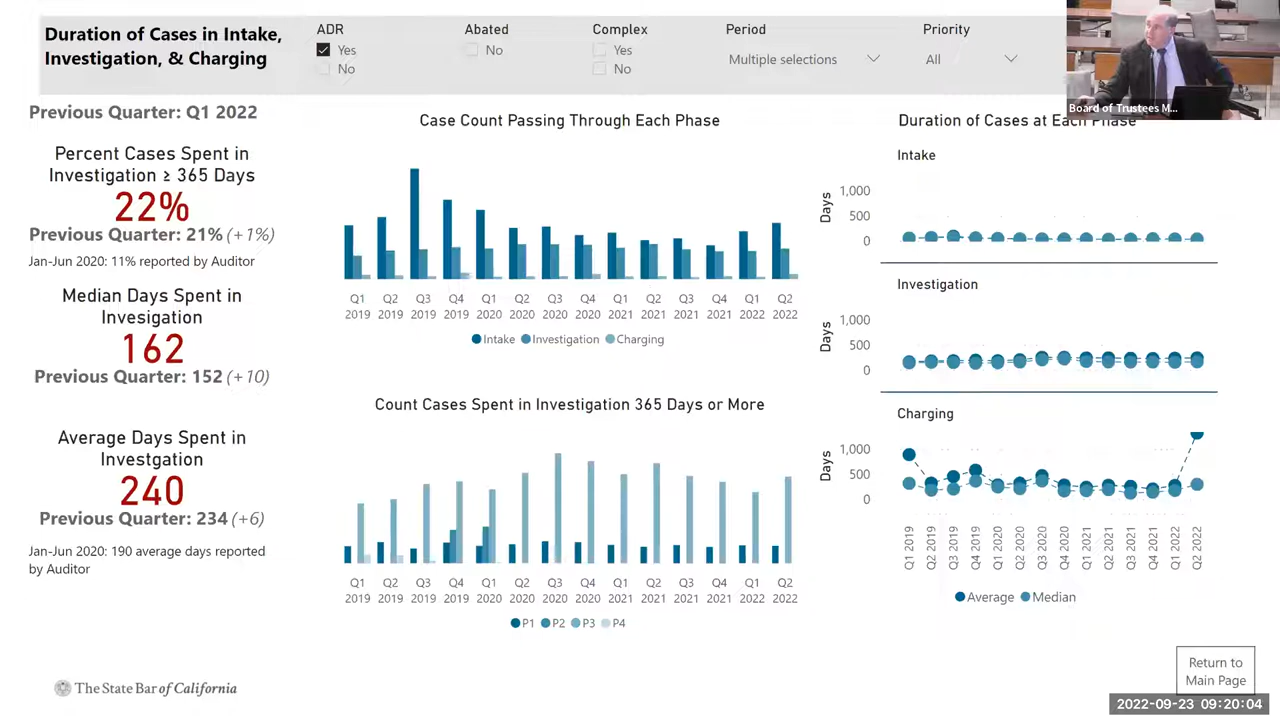 Duration of Cases in Intake,
Investigation, & Charging
ADR
Yes
No
Abated
No
Complex
Yes
No
Period
Multiple selections
Priority
All
Board of Trustees M...
Previous Quarter: Q1 2022
Percent Cases Spent in
Investigation ≥ 365 Days
22%
Previous Quarter: 21% (+1%)
Jan-Jun 2020: 11% reported by Auditor
Median Days Spent in
Invesigation
162
Previous Quarter: 152 (+10)
Average Days Spent in
Investgation
240
Previous Quarter: 234 (+6)
Jan-Jun 2020: 190 average days reported
by Auditor
Case Count Passing Through Each Phase
Q1 Q2 Q3 Q4 Q1 Q2 Q3 Q4 Q1 Q2 Q3 Q4 Q1 Q2
2019 2019 2019 2019 2020 2020 2020 2020 2021 2021 2021 2021 2022 2022
Intake Investigation Charging
Count Cases Spent in Investigation 365 Days or More
Q1 Q2 Q3 Q4 Q1 Q2 Q3 Q4 Q1 Q2 Q3 Q4 Q1 Q2
2019 2019 2019 2019 2020 2020 2020 2020 2021 2021 2021 2021 2022 2022
P1 P2 P3 P4
Duration of Cases at Each Phase
Intake
Days
1,000
500
0
Investigation
Days
1,000
500
0
Charging
Days
1,000
500
0
Q1 2019
Q2 2019
Q3 2019
Q4 2019
Q1 2020
Q2 2020
Q3 2020
Q4 2020
Q1 2021
Q2 2021
Q3 2021
Q4 2021
Q1 2022
Q2 2022
Average Median
The State Bar of California
Return to
Main Page
2022-09-23 09:20:04